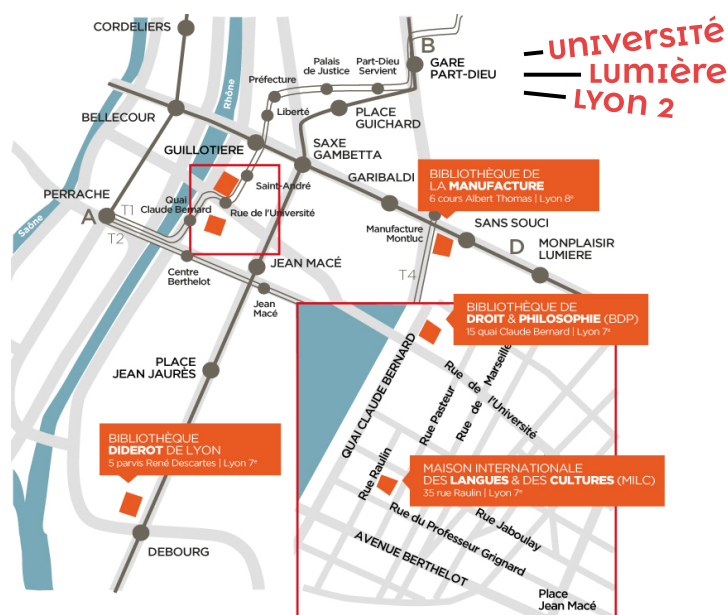 CORDELIERS
B
GARE
PART-DIEU
Université
LUMIÈRE
LYON 2
Palais
de Justice
Part-Dieu
Servient
Préfecture
Rhône
Liberté
PLACE
GUICHARD
BELLECOUR
GUILLOTIERE
SAXE
GAMBETTA
BIBLIOTHÈQUE DE
LA MANUFACTURE
6 cours Albert Thomas | Lyon 8e
GARIBALDI
Saint-André
PERRACHE
A
T1
T2
Quai
Claude Bernard
Rue de l'Université
Saône
SANS SOUCI
Manufacture
Montluc
D
MONPLAISIR
LUMIERE
T4
Centre
Berthelot
JEAN MACÉ
Jean
Macé
BIBLIOTHÈQUE DE
DROIT & PHILOSOPHIE (BDP)
15 quai Claude Bernard | Lyon 7e
PLACE
JEAN JAURÈS
QUAI CLAUDE BERNARD
Rue Pasteur
Rue de Marseille
Rue de l'Université
BIBLIOTHÈQUE
DIDEROT DE LYON
5 parvis René Descartes | Lyon 7e
MAISON INTERNATIONALE
DES LANGUES & DES CULTURES (MILC)
35 rue Raulin | Lyon 7e
Rue Raulin
Rue Jaboulay
Rue du Professeur Grignard
AVENUE BERTHELOT
DEBOURG
Place
Jean Macé